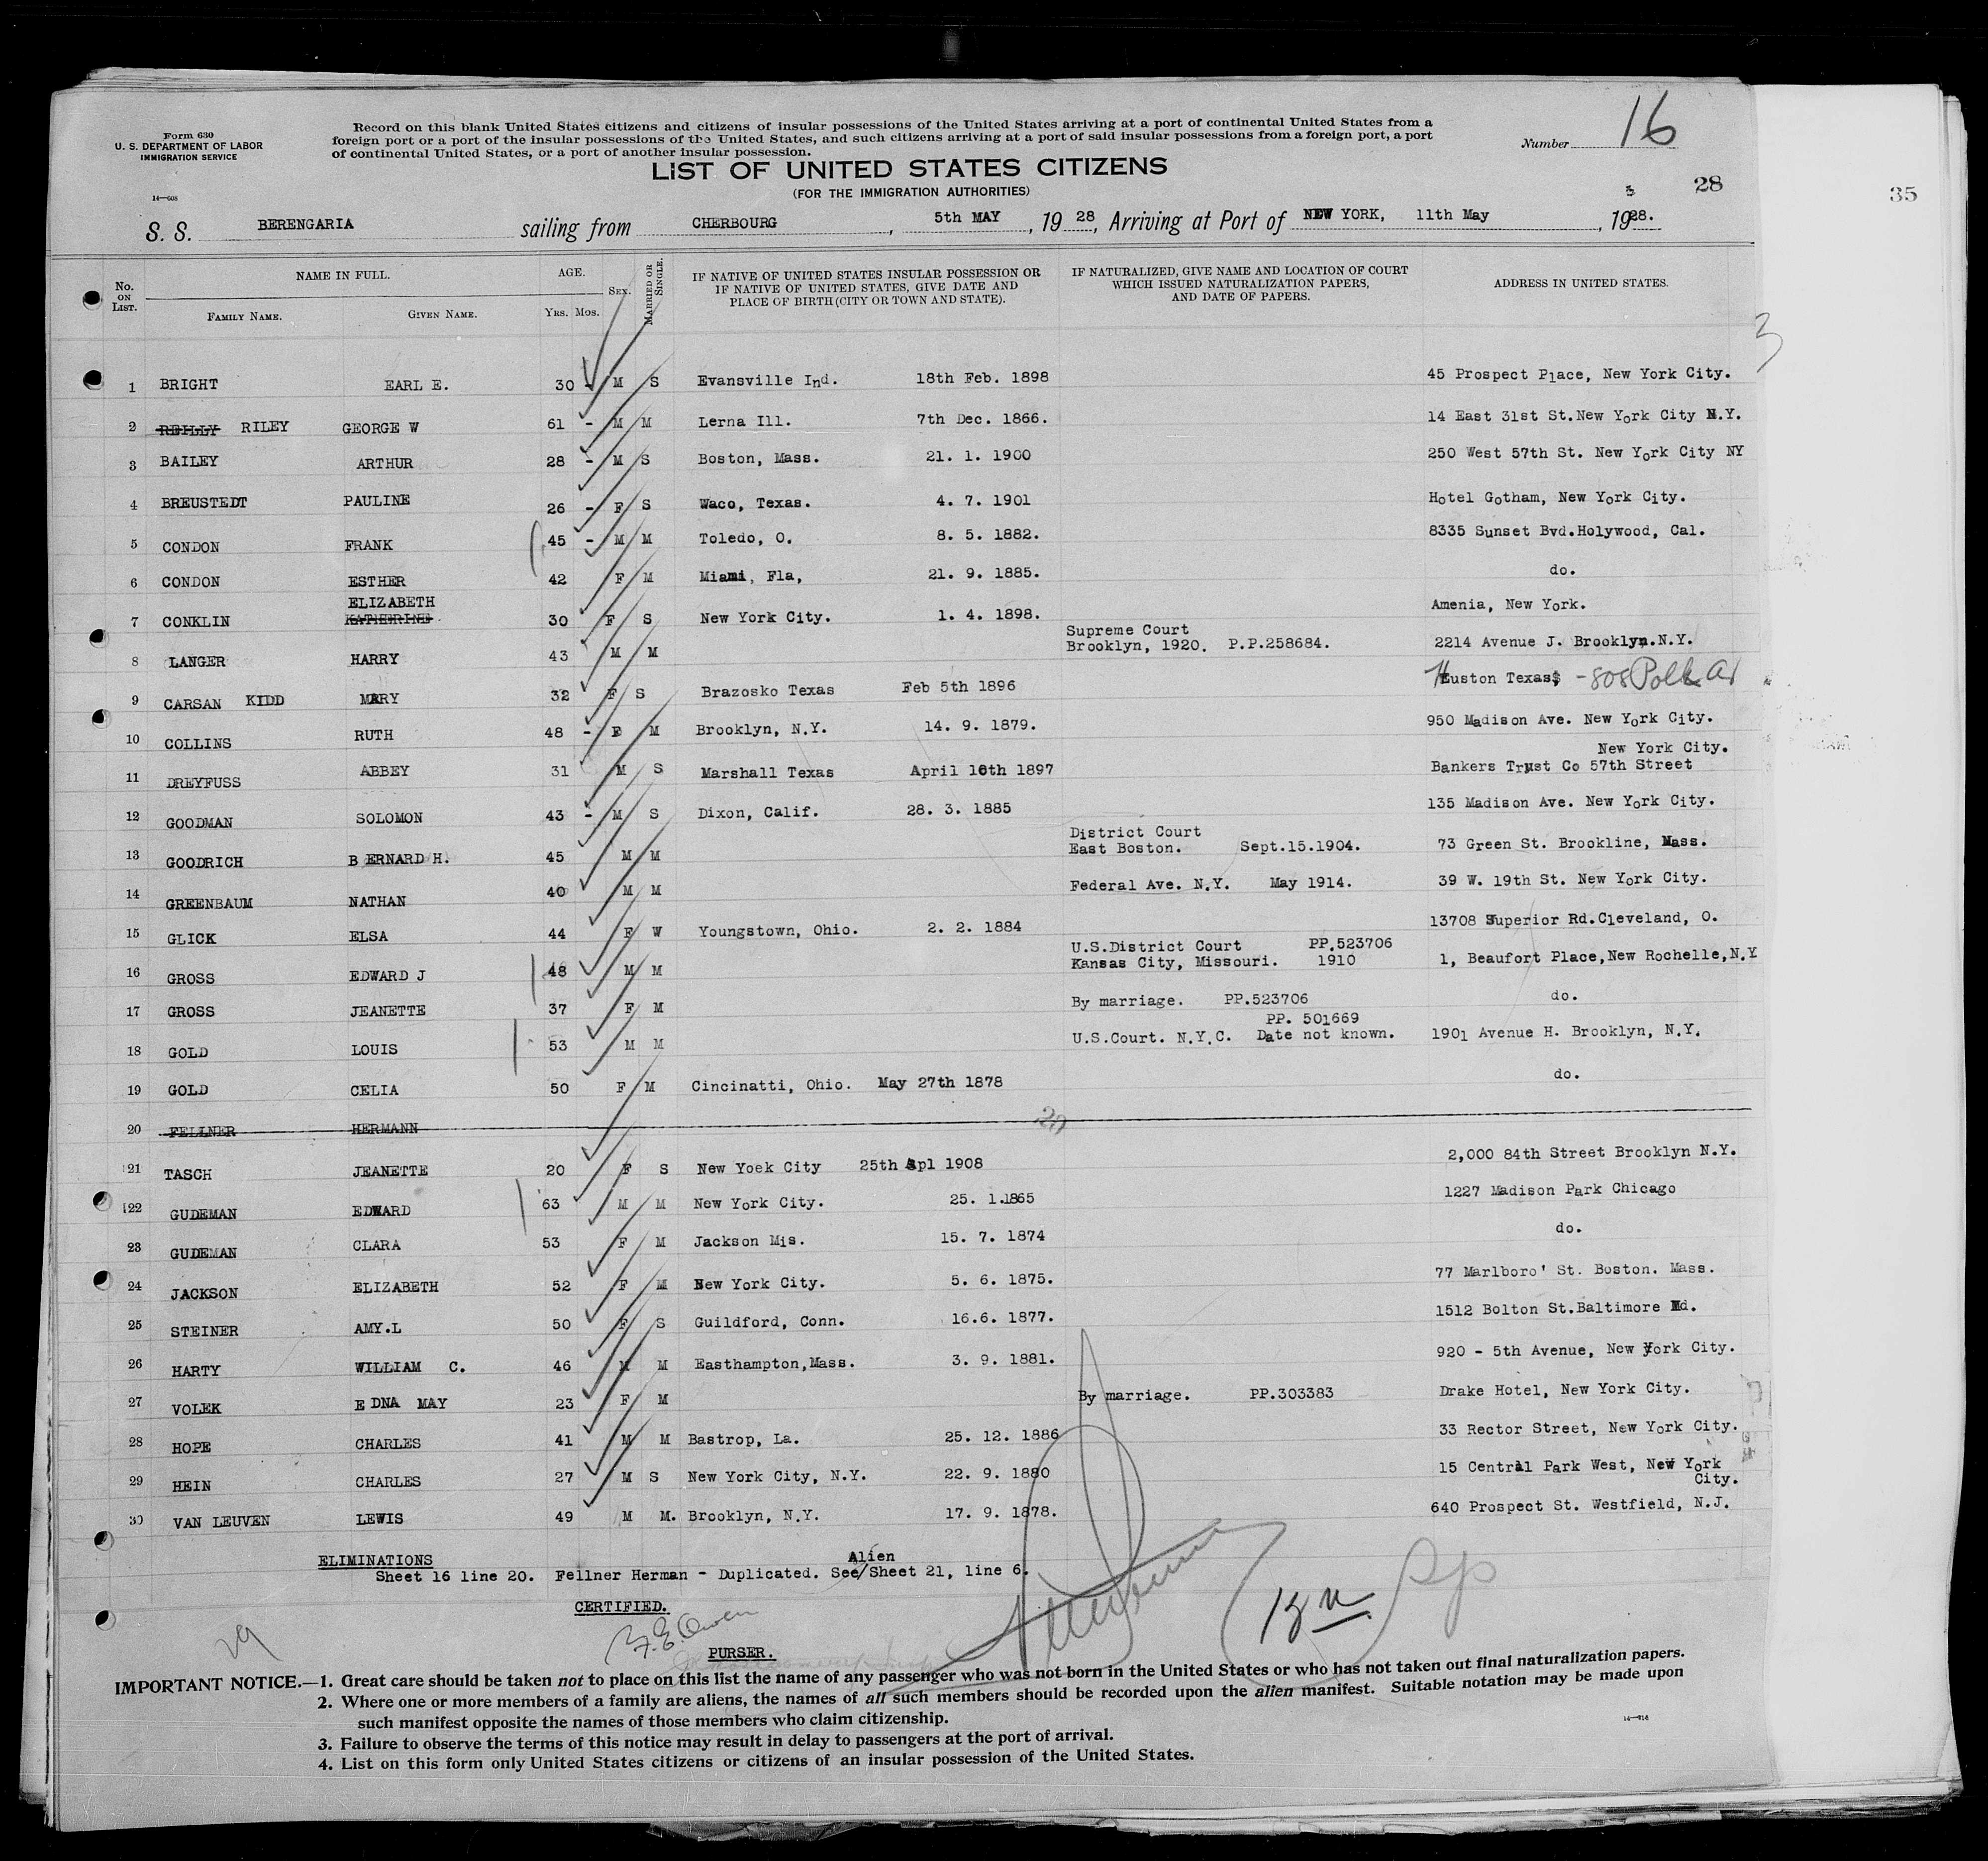 Form 630
U. S. DEPARTMENT OF LABOR
IMMIGRATION SERVICE
14—608
Record on this blank United States citizens and citizens of insular possessions of the United States arriving at a port of continental United States from a
foreign port or a port of the insular possessions of the United States, and such citizens arriving at a port of said insular possessions from a foreign port, a port
of continental United States, or a port of another insular possession.
Number 16
LIST OF UNITED STATES CITIZENS
(FOR THE IMMIGRATION AUTHORITIES)
3 28
35
S. S. BERENGARIA sailing from CHERBOURG, 5th MAY, 19 28, Arriving at Port of NEW YORK, 11th May, 1928.
No. ON LIST. NAME IN FULL. FAMILY NAME. GIVEN NAME. AGE. YRS. MOS. SEX. MARRIED OR SINGLE. IF NATIVE OF UNITED STATES INSULAR POSSESSION OR IF NATIVE OF UNITED STATES, GIVE DATE AND PLACE OF BIRTH (CITY OR TOWN AND STATE). IF NATURALIZED, GIVE NAME AND LOCATION OF COURT WHICH ISSUED NATURALIZATION PAPERS, AND DATE OF PAPERS. ADDRESS IN UNITED STATES.
3
1 BRIGHT EARL E. 30 - M S Evansville Ind. 18th Feb. 1898 45 Prospect Place, New York City.
2 REILLY RILEY GEORGE W 61 - M M Lerna Ill. 7th Dec. 1866. 14 East 31st St.New York City N.Y.
3 BAILEY ARTHUR 28 - M S Boston, Mass. 21. 1. 1900 250 West 57th St. New York City NY
4 BREUSTEDT PAULINE 26 - F S Waco, Texas. 4. 7. 1901 Hotel Gotham, New York City.
5 CONDON FRANK 45 - M M Toledo, O. 8. 5. 1882. 8335 Sunset Bvd.Holywood, Cal.
6 CONDON ESTHER 42 F M Miami, Fla, 21. 9. 1885. do.
7 CONKLIN ELIZABETH KATHERINE 30 F S New York City. 1. 4. 1898. Amenia, New York.
8 LANGER HARRY 43 M M Supreme Court Brooklyn, 1920. P.P.258684. 2214 Avenue J. Brooklyn.N.Y.
9 CARSAN KIDD MARY 32 F S Brazosko Texas Feb 5th 1896 Huston Texas, - 808 Polk Av
10 COLLINS RUTH 48 - F M Brooklyn, N.Y. 14. 9. 1879. 950 Madison Ave. New York City.
11 DREYFUSS ABBEY 31 M S Marshall Texas April 16th 1897 New York City. Bankers Trust Co 57th Street
12 GOODMAN SOLOMON 43 - M S Dixon, Calif. 28. 3. 1885 135 Madison Ave. New York City.
13 GOODRICH B ERNARD H. 45 M M District Court East Boston. Sept.15.1904. 73 Green St. Brookline, Mass.
14 GREENBAUM NATHAN 40 M M Federal Ave. N.Y. May 1914. 39 W. 19th St. New York City.
15 GLICK ELSA 44 F W Youngstown, Ohio. 2. 2. 1884 13708 Superior Rd.Cleveland, O.
16 GROSS EDWARD J 48 M M U.S.District Court PP.523706 Kansas City, Missouri. 1910 1, Beaufort Place,New Rochelle,N.Y
17 GROSS JEANETTE 37 F M By marriage. PP.523706 do.
18 GOLD LOUIS 53 M M PP. 501669 U.S.Court. N.Y.C. Date not known. 1901 Avenue H. Brooklyn, N.Y.
19 GOLD CELIA 50 F M Cincinatti, Ohio. May 27th 1878 do.
20 FELLNER HERMANN 20
21 TASCH JEANETTE 20 F S New Yoek City 25th Apl 1908 2,000 84th Street Brooklyn N.Y.
22 GUDEMAN EDWARD 63 M M New York City. 25. 1.1865 1227 Madison Park Chicago
23 GUDEMAN CLARA 53 F M Jackson Mis. 15. 7. 1874 do.
24 JACKSON ELIZABETH 52 F M New York City. 5. 6. 1875. 77 Marlboro' St. Boston. Mass.
25 STEINER AMY.L 50 F S Guildford, Conn. 16.6. 1877. 1512 Bolton St.Baltimore Md.
26 HARTY WILLIAM C. 46 M M Easthampton,Mass. 3. 9. 1881. 920 - 5th Avenue, New York City.
27 VOLEK E DNA MAY 23 F M By marriage. PP.303383 Drake Hotel, New York City.
28 HOPE CHARLES 41 M M Bastrop, La. 25. 12. 1886 33 Rector Street, New York City.
29 HEIN CHARLES 27 M S New York City, N.Y. 22. 9. 1880 15 Central Park West, New York City.
30 VAN LEUVEN LEWIS 49 M M. Brooklyn, N.Y. 17. 9. 1878. 640 Prospect St. Westfield, N.J.
ELIMINATIONS
Sheet 16 line 20. Fellner Herman - Duplicated. See/Alien Sheet 21, line 6.
CERTIFIED.
F.E. Owen
PURSER.
29
IMPORTANT NOTICE.—1. Great care should be taken not to place on this list the name of any passenger who was not born in the United States or who has not taken out final naturalization papers.
2. Where one or more members of a family are aliens, the names of all such members should be recorded upon the alien manifest. Suitable notation may be made upon
such manifest opposite the names of those members who claim citizenship.
3. Failure to observe the terms of this notice may result in delay to passengers at the port of arrival.
4. List on this form only United States citizens or citizens of an insular possession of the United States.